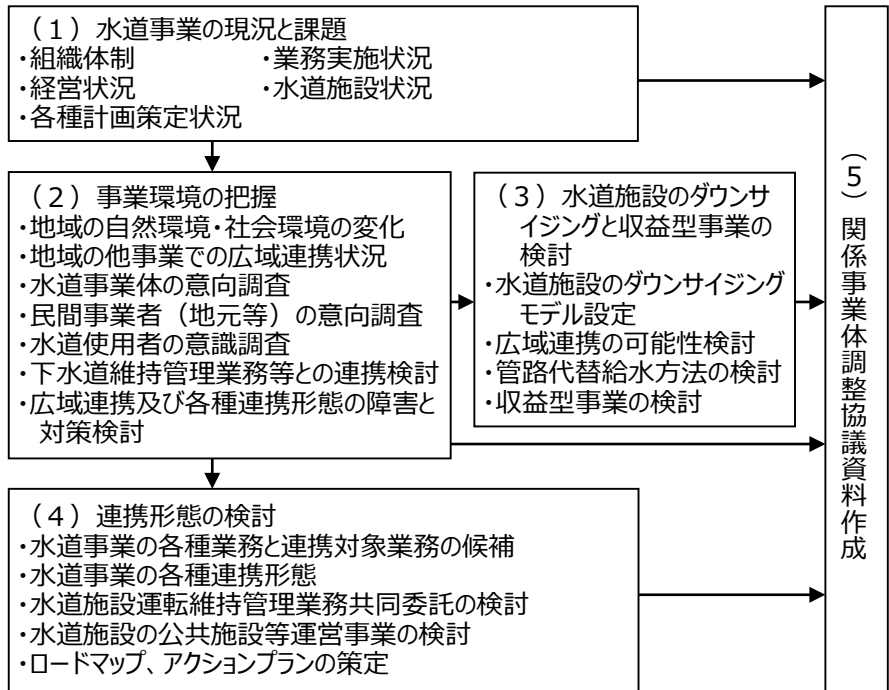 （１）水道事業の現況と課題
・組織体制　　・業務実施状況
・経営状況　　・水道施設状況
・各種計画策定状況
（２）事業環境の把握
・地域の自然環境・社会環境の変化
・地域の他事業での広域連携状況
・水道事業体の意向調査
・民間事業者（地元等）の意向調査
・水道使用者の意識調査
・下水道維持管理業務等との連携検討
・広域連携及び各種連携形態の障害と
対策検討
（３）水道施設のダウンサ
イジングと収益型事業の
検討
・水道施設のダウンサイジング
モデル設定
・広域連携の可能性検討
・管路代替給水方法の検討
・収益型事業の検討
（４）連携形態の検討
・水道事業の各種業務と連携対象業務の候補
・水道事業の各種連携形態
・水道施設運転維持管理業務共同委託の検討
・水道施設の公共施設等運営事業の検討
・ロードマップ、アクションプランの策定
（５）関係事業体調整協議資料作成